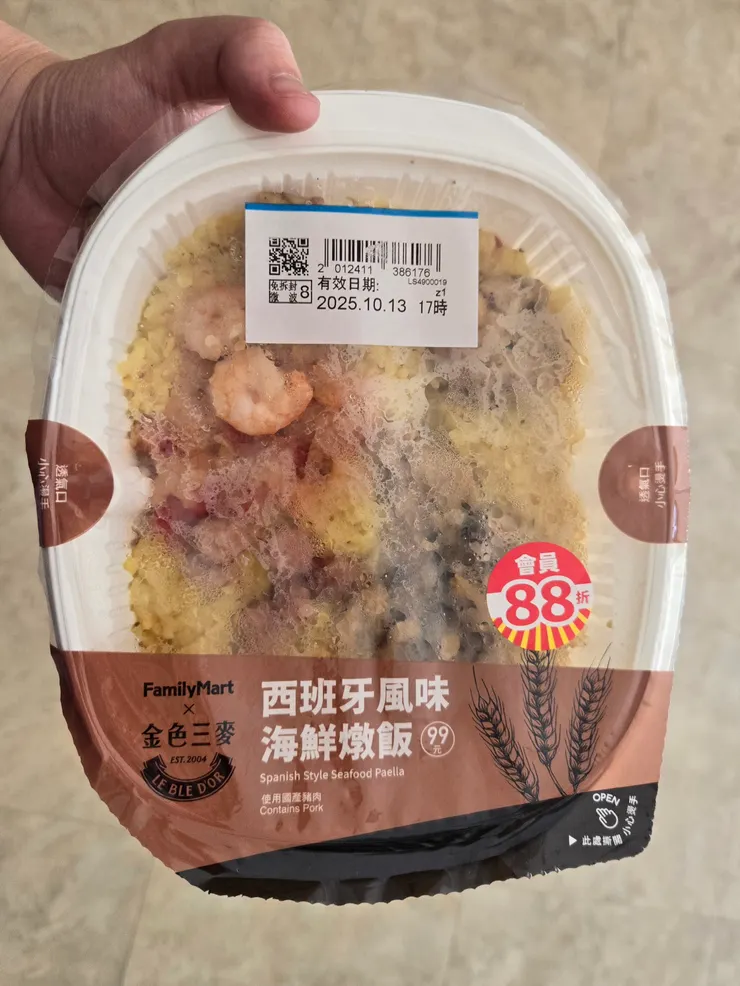 2 012411 386176
LS4900019
免拆封
微波 8
有效日期:
z1
2025.10.13 17時
透氣口
小心燙手
透氣口
小心燙手
會員
88折
FamilyMart
×
金色三麥
EST. 2004
LE BLE D'OR
西班牙風味
海鮮燉飯 99元
Spanish Style Seafood Paella
使用國產豬肉
Contains Pork
OPEN
小心燙手
▶ 此處撕開